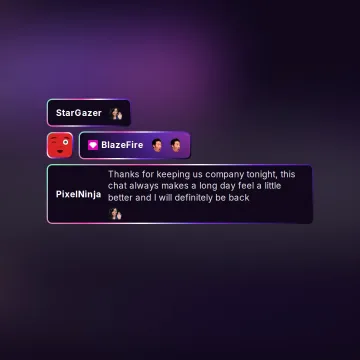 StarGazer
BlazeFire
Thanks for keeping us company tonight, this
chat always makes a long day feel a little
PixelNinja better and I will definitely be back